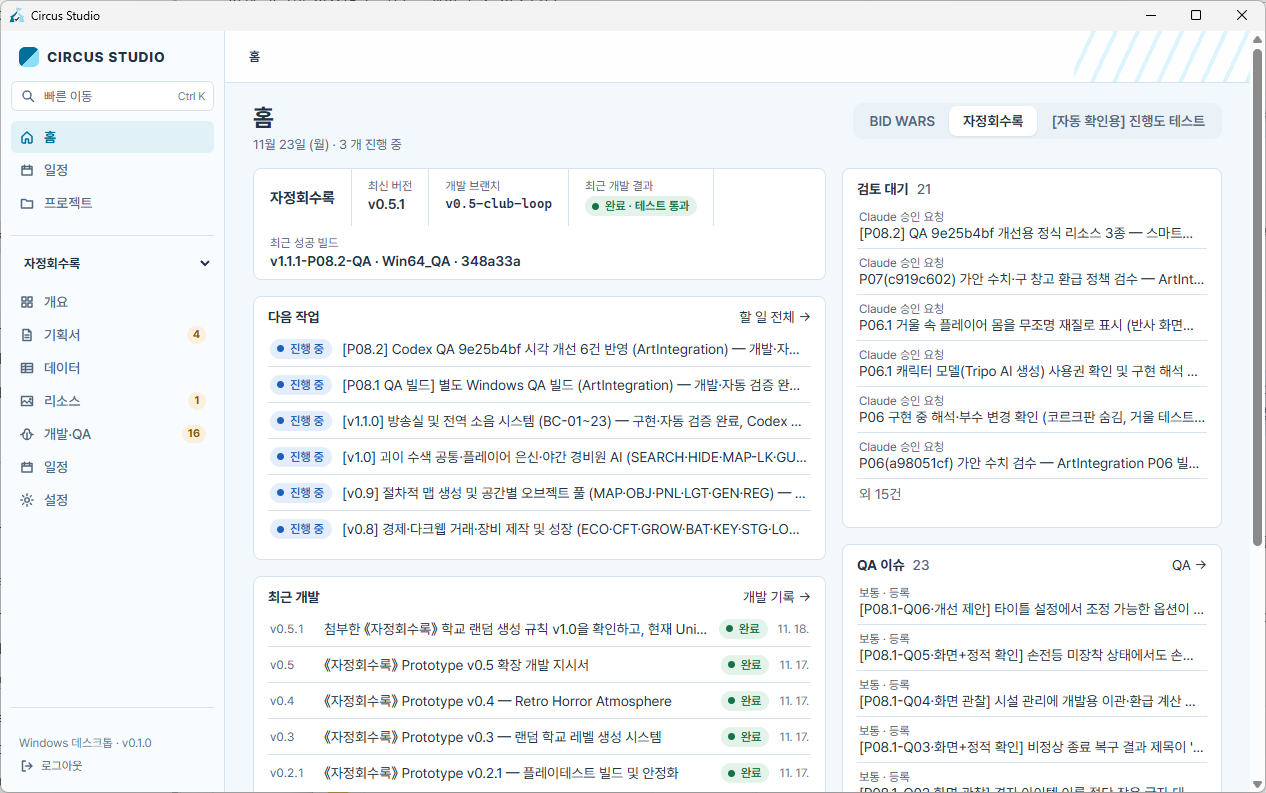 Circus Studio
CIRCUS STUDIO
빠른 이동 Ctrl K
홈
일정
프로젝트
자정회수록
개요
기획서 4
데이터
리소스 1
개발·QA 16
일정
설정
Windows 데스크톱 · v0.1.0
로그아웃
홈
홈
11월 23일 (월) · 3 개 진행 중
BID WARS 자정회수록 [자동 확인용] 진행도 테스트
자정회수록
최신 버전
v0.5.1
개발 브랜치
v0.5-club-loop
최근 개발 결과
완료 · 테스트 통과
최근 성공 빌드
v1.1.1-P08.2-QA · Win64_QA · 348a33a
다음 작업 할 일 전체 →
진행 중 [P08.2] Codex QA 9e25b4bf 시각 개선 6건 반영 (ArtIntegration) — 개발·자...
진행 중 [P08.1 QA 빌드] 별도 Windows QA 빌드 (ArtIntegration) — 개발·자동 검증 완...
진행 중 [v1.1.0] 방송실 및 전역 소음 시스템 (BC-01~23) — 구현·자동 검증 완료, Codex ...
진행 중 [v1.0] 괴이 수색 공통·플레이어 은신·야간 경비원 AI (SEARCH·HIDE·MAP-LK·GU...
진행 중 [v0.9] 절차적 맵 생성 및 공간별 오브젝트 풀 (MAP·OBJ·PNL·LGT·GEN·REG) — ...
진행 중 [v0.8] 경제·다크웹 거래·장비 제작 및 성장 (ECO·CFT·GROW·BAT·KEY·STG·LO...
최근 개발 개발 기록 →
v0.5.1 첨부한 《자정회수록》 학교 랜덤 생성 규칙 v1.0을 확인하고, 현재 Uni... 완료 11. 18.
v0.5 《자정회수록》 Prototype v0.5 확장 개발 지시서 완료 11. 17.
v0.4 《자정회수록》 Prototype v0.4 — Retro Horror Atmosphere 완료 11. 17.
v0.3 《자정회수록》 Prototype v0.3 — 랜덤 학교 레벨 생성 시스템 완료 11. 17.
v0.2.1 《자정회수록》 Prototype v0.2.1 — 플레이테스트 빌드 및 안정화 완료 11. 17.
검토 대기 21
Claude 승인 요청
[P08.2] QA 9e25b4bf 개선용 정식 리소스 3종 — 스마트...
Claude 승인 요청
P07(c919c602) 가안 수치·구 창고 환급 정책 검수 — ArtInt...
Claude 승인 요청
P06.1 거울 속 플레이어 몸을 무조명 재질로 표시 (반사 화면...
Claude 승인 요청
P06.1 캐릭터 모델(Tripo AI 생성) 사용권 확인 및 구현 해석 ...
Claude 승인 요청
P06 구현 중 해석·부수 변경 확인 (코르크판 숨김, 거울 테스트...
Claude 승인 요청
P06(a98051cf) 가안 수치 검수 — ArtIntegration P06 빌...
외 15건
QA 이슈 23 QA →
보통 · 등록
[P08.1-Q06·개선 제안] 타이틀 설정에서 조정 가능한 옵션이 ...
보통 · 등록
[P08.1-Q05·화면+정적 확인] 손전등 미장착 상태에서도 손...
보통 · 등록
[P08.1-Q04·화면 관찰] 시설 관리에 개발용 이관·환급 계산 ...
보통 · 등록
[P08.1-Q03·화면+정적 확인] 비정상 종료 복구 결과 제목이 '...
보통 · 등록